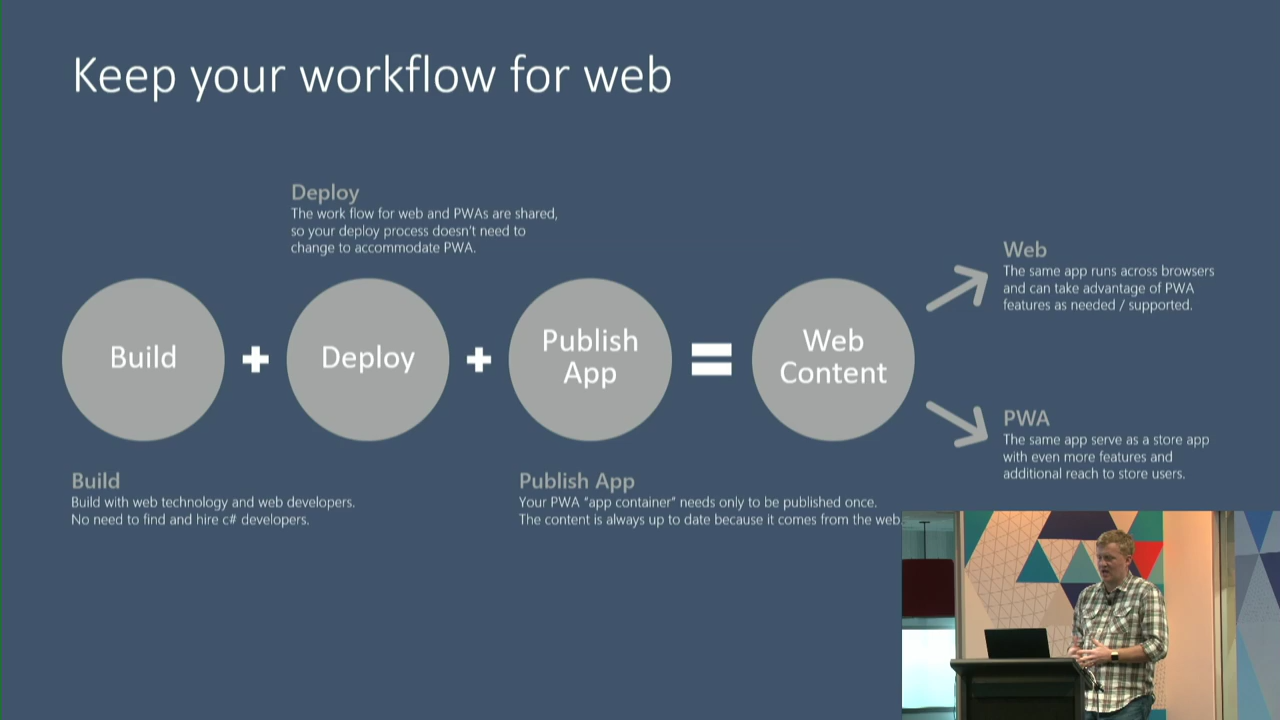 Keep your workflow for web
Deploy
The work flow for web and PWAs are shared,
so your deploy process doesn't need to
change to accommodate PWA.
Build
Deploy
Publish
App
Web
Content
Web
The same app runs across browsers
and can take advantage of PWA
features as needed / supported.
PWA
The same app serve as a store app
with even more features and
additional reach to store users.
Build
Build with web technology and web developers.
No need to find and hire c# developers.
Publish App
Your PWA "app container" needs only to be published once.
The content is always up to date because it comes from the web.